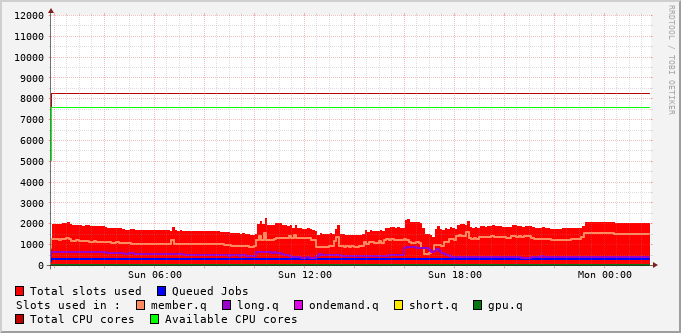 12000
11000
10000
9000
8000
7000
6000
5000
4000
3000
2000
1000
0
Sun 06:00 Sun 12:00 Sun 18:00 Mon 00:00
Total slots used Queued Jobs
Slots used in : member.q long.q ondemand.q short.q gpu.q
Total CPU cores Available CPU cores
RRDTOOL / TOBI OETIKER